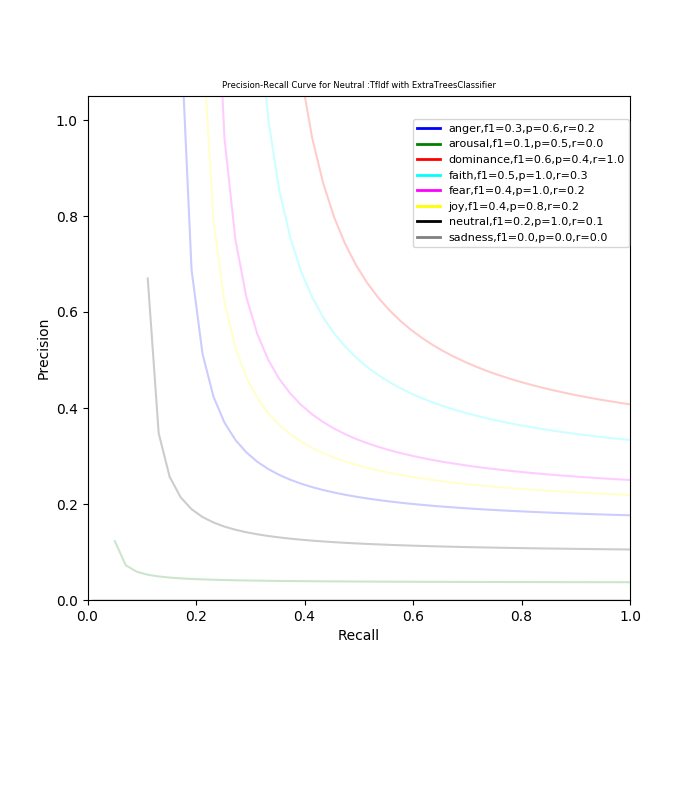 Precision-Recall Curve for Neutral :TfIdf with ExtraTreesClassifier
1.0
0.8
0.6
0.4
0.2
0.0
Precision
anger,f1=0.3,p=0.6,r=0.2
arousal,f1=0.1,p=0.5,r=0.0
dominance,f1=0.6,p=0.4,r=1.0
faith,f1=0.5,p=1.0,r=0.3
fear,f1=0.4,p=1.0,r=0.2
joy,f1=0.4,p=0.8,r=0.2
neutral,f1=0.2,p=1.0,r=0.1
sadness,f1=0.0,p=0.0,r=0.0
0.0 0.2 0.4 0.6 0.8 1.0
Recall